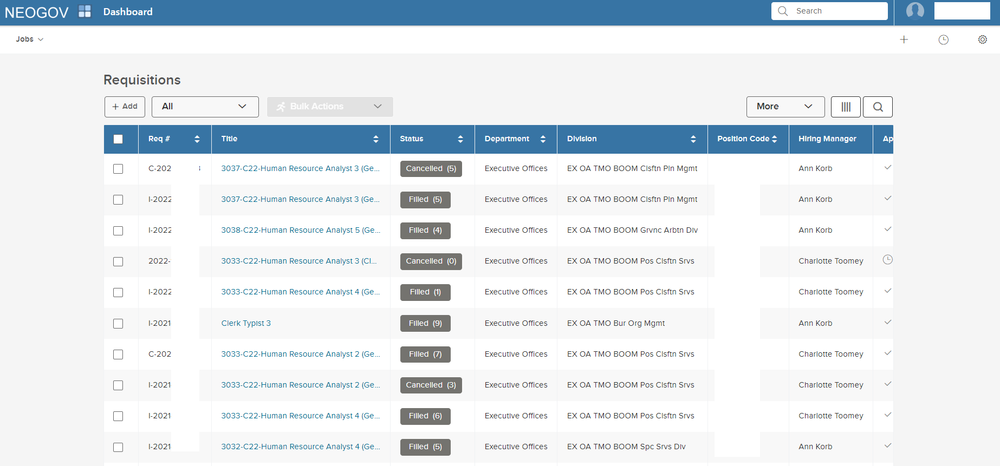 NEOGOV Dashboard Search
Jobs
Requisitions
+ Add All Bulk Actions More
Req # Title Status Department Division Position Code Hiring Manager Ap
C-202 3037-C22-Human Resource Analyst 3 (Ge... Cancelled (5) Executive Offices EX OA TMO BOOM Clsftn Pln Mgmt Ann Korb
I-2022 3037-C22-Human Resource Analyst 3 (Ge... Filled (5) Executive Offices EX OA TMO BOOM Clsftn Pln Mgmt Ann Korb
I-2022 3038-C22-Human Resource Analyst 5 (Ge... Filled (4) Executive Offices EX OA TMO BOOM Grvnc Arbtn Div Ann Korb
2022- 3033-C22-Human Resource Analyst 3 (Cl... Cancelled (0) Executive Offices EX OA TMO BOOM Pos Clsftn Srvs Charlotte Toomey
I-2022 3033-C22-Human Resource Analyst 4 (Ge... Filled (1) Executive Offices EX OA TMO BOOM Pos Clsftn Srvs Charlotte Toomey
I-2021 Clerk Typist 3 Filled (9) Executive Offices EX OA TMO Bur Org Mgmt Ann Korb
C-202 3033-C22-Human Resource Analyst 2 (Ge... Filled (7) Executive Offices EX OA TMO BOOM Pos Clsftn Srvs Charlotte Toomey
I-2021 3033-C22-Human Resource Analyst 2 (Ge... Cancelled (3) Executive Offices EX OA TMO BOOM Pos Clsftn Srvs Charlotte Toomey
I-2021 3033-C22-Human Resource Analyst 4 (Ge... Filled (6) Executive Offices EX OA TMO BOOM Pos Clsftn Srvs Charlotte Toomey
I-2021 3032-C22-Human Resource Analyst 4 (Ge... Filled (5) Executive Offices EX OA TMO BOOM Spc Srvs Div Ann Korb